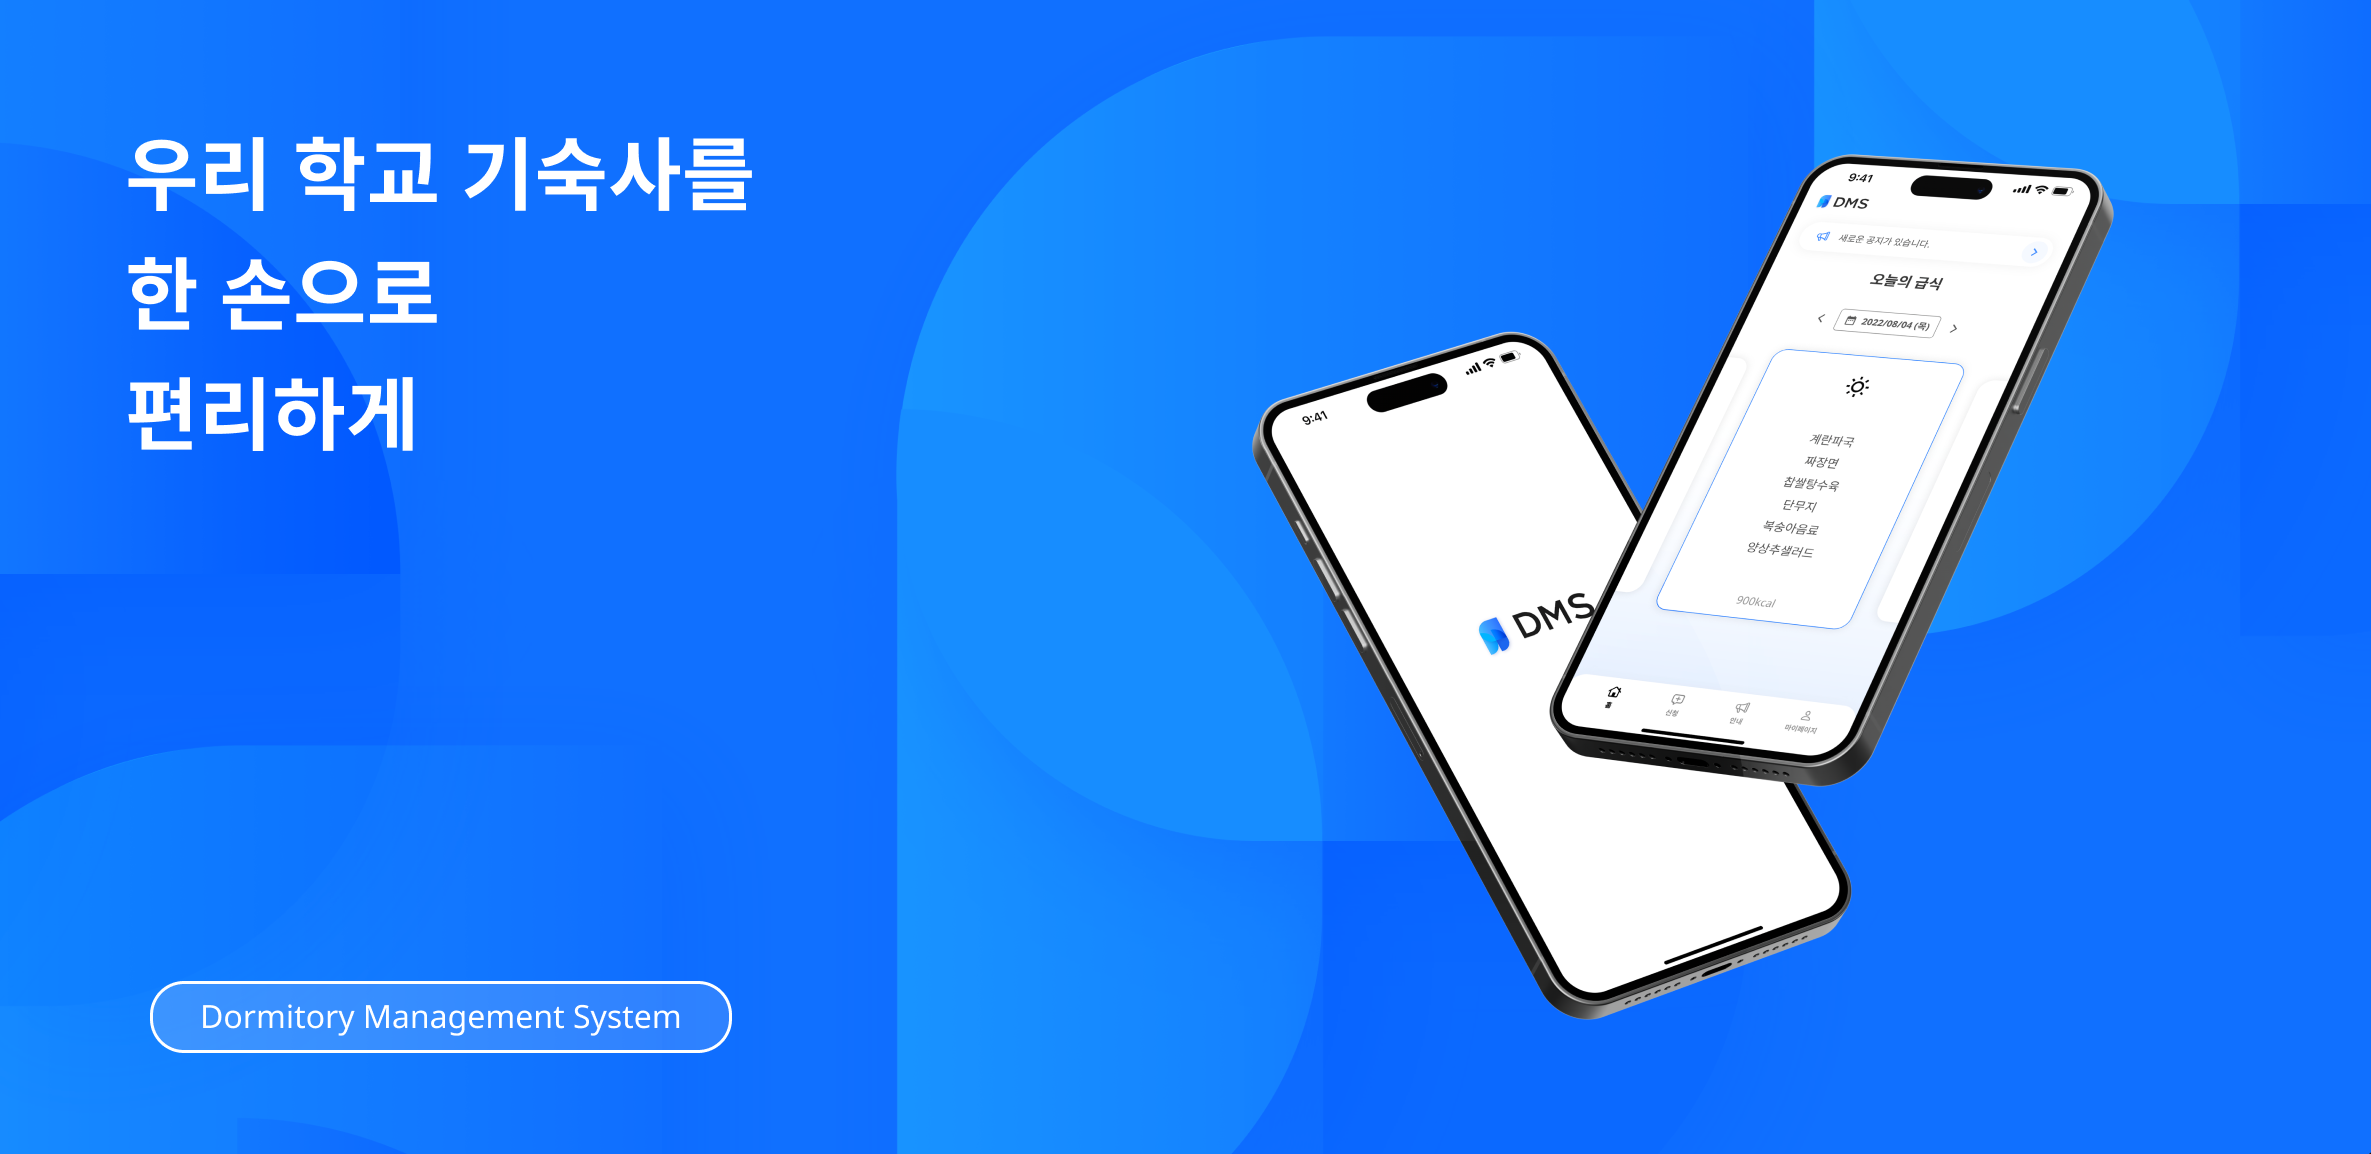 우리 학교 기숙사를
한 손으로
편리하게
Dormitory Management System
9:41
DMS
9:41
DMS
새로운 공지가 있습니다.
오늘의 급식
2022/08/04 (목)
계란파국
짜장면
찹쌀탕수육
단무지
복숭아음료
양상추샐러드
900kcal
홈
신청
안내
마이페이지